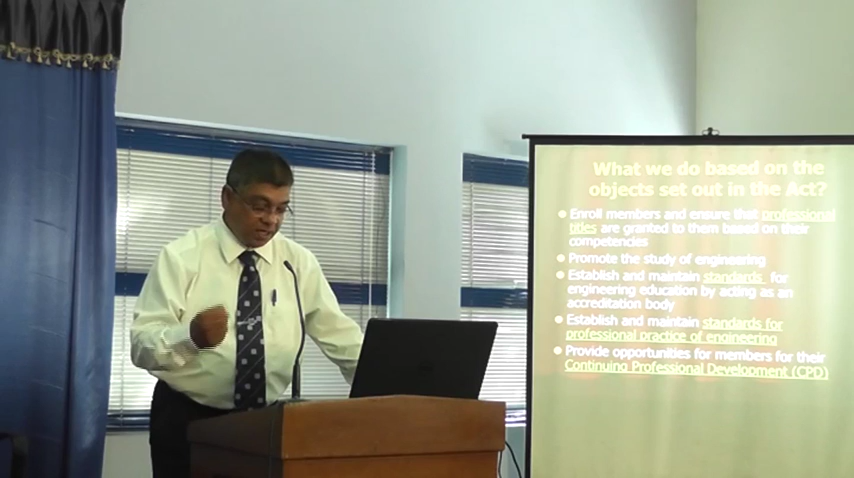 What we do based on the
objects set out in the Act?
● Enroll members and ensure that professional
titles are granted to them based on their
competencies
● Promote the study of engineering
● Establish and maintain standards for
engineering education by acting as an
accreditation body
● Establish and maintain standards for
professional practice of engineering
● Provide opportunities for members for their
Continuing Professional Development (CPD)